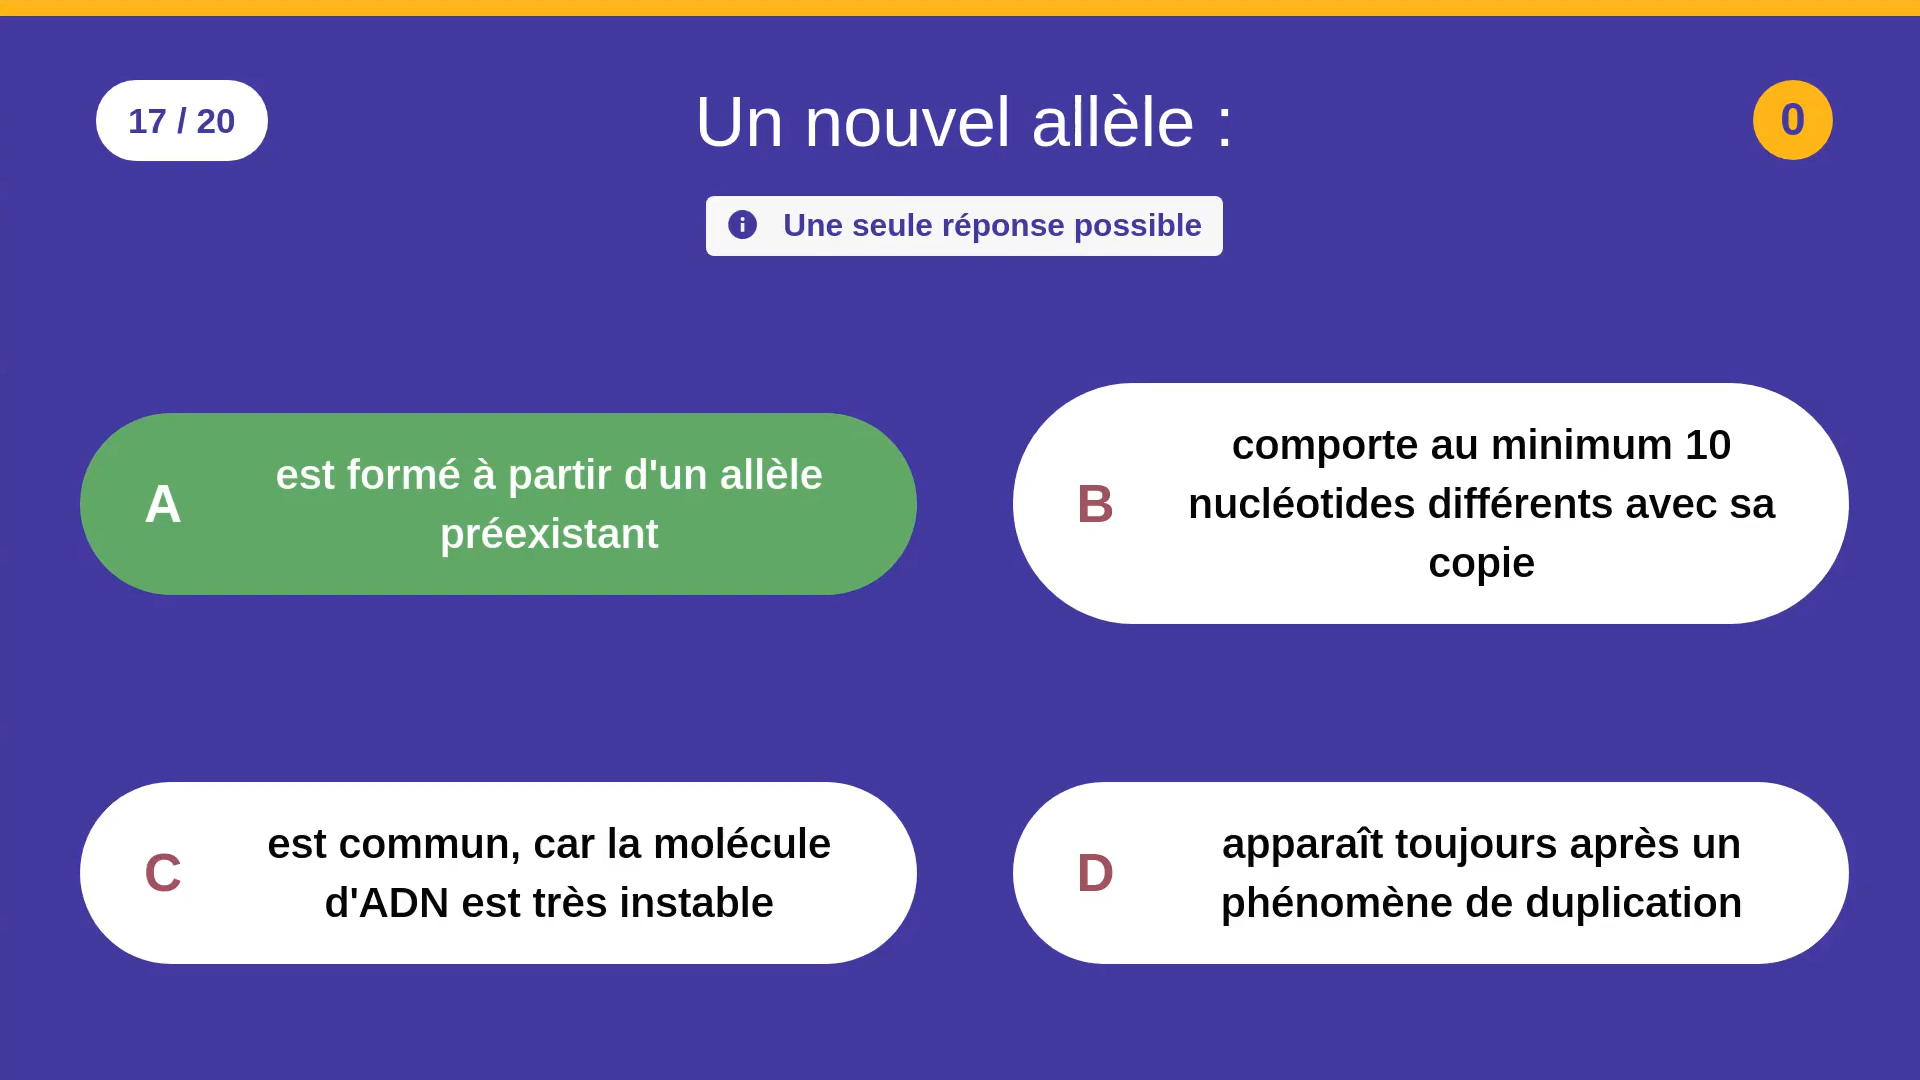 17 / 20
Un nouvel allèle :
0
Une seule réponse possible
A
est formé à partir d'un allèle
préexistant
B
comporte au minimum 10
nucléotides différents avec sa
copie
C
est commun, car la molécule
d'ADN est très instable
D
apparaît toujours après un
phénomène de duplication